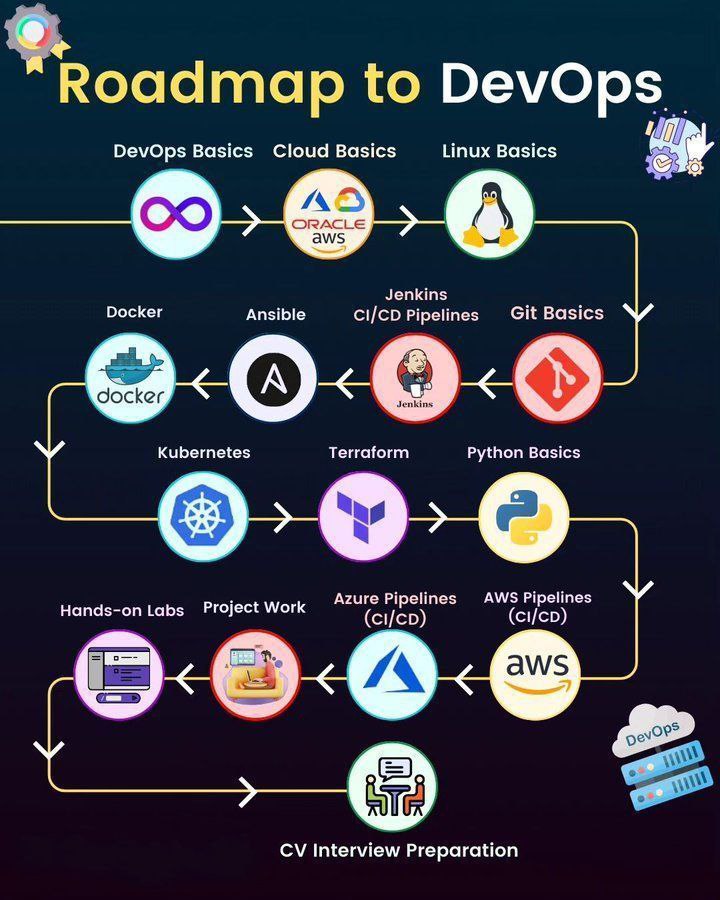 Roadmap to DevOps
DevOps Basics
Cloud Basics
Linux Basics
ORACLE
aws
Git Basics
Jenkins
CI/CD Pipelines
Jenkins
Ansible
Docker
docker
Kubernetes
Terraform
Python Basics
AWS Pipelines
(CI/CD)
aws
Azure Pipelines
(CI/CD)
Project Work
Hands-on Labs
DevOps
CV Interview Preparation